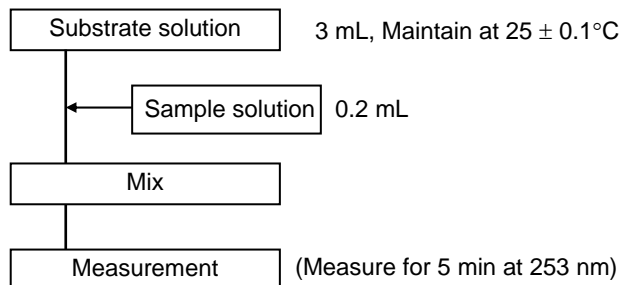 Substrate solution 3 mL, Maintain at 25 ± 0.1°C
Sample solution 0.2 mL
Mix
Measurement (Measure for 5 min at 253 nm)